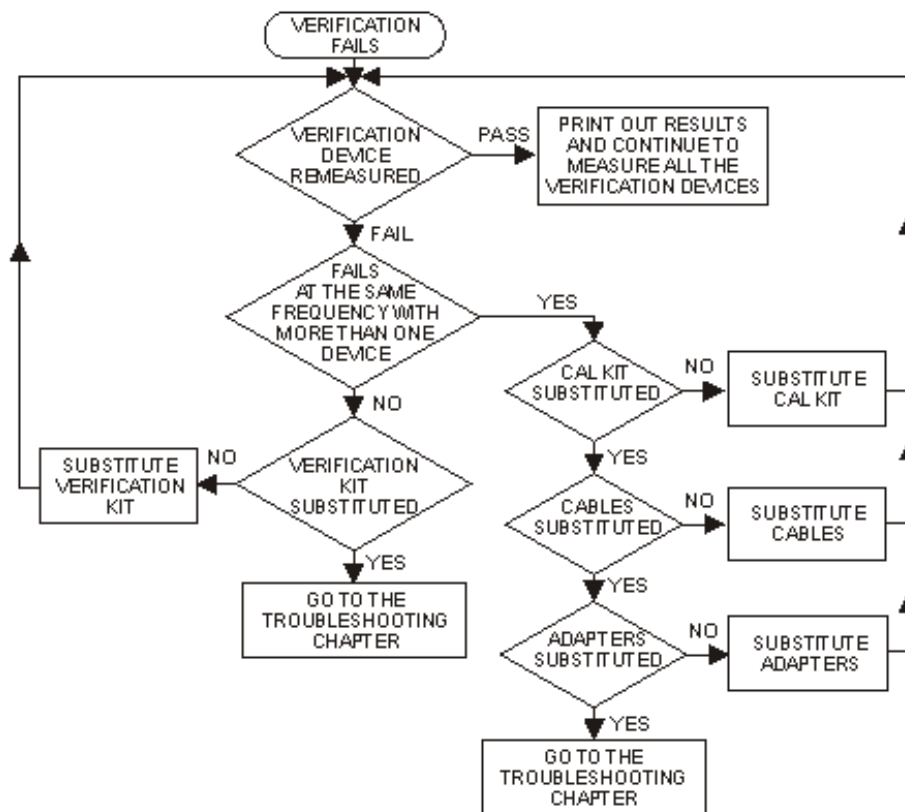 VERIFICATION
FAILS
VERIFICATION
DEVICE
REMEASURED
PASS
PRINT OUT RESULTS
AND CONTINUE TO
MEASURE ALL THE
VERIFICATION DEVICES
FAIL
FAILS
AT THE SAME
FREQUENCY WITH
MORE THAN ONE
DEVICE
YES
CAL KIT
SUBSTITUTED
NO
SUBSTITUTE
CAL KIT
NO
VERIFICATION
KIT
SUBSTITUTED
NO
SUBSTITUTE
VERIFICATION
KIT
YES
GO TO THE
TROUBLESHOOTING
CHAPTER
YES
CABLES
SUBSTITUTED
NO
SUBSTITUTE
CABLES
YES
ADAPTERS
SUBSTITUTED
NO
SUBSTITUTE
ADAPTERS
YES
GO TO THE
TROUBLESHOOTING
CHAPTER